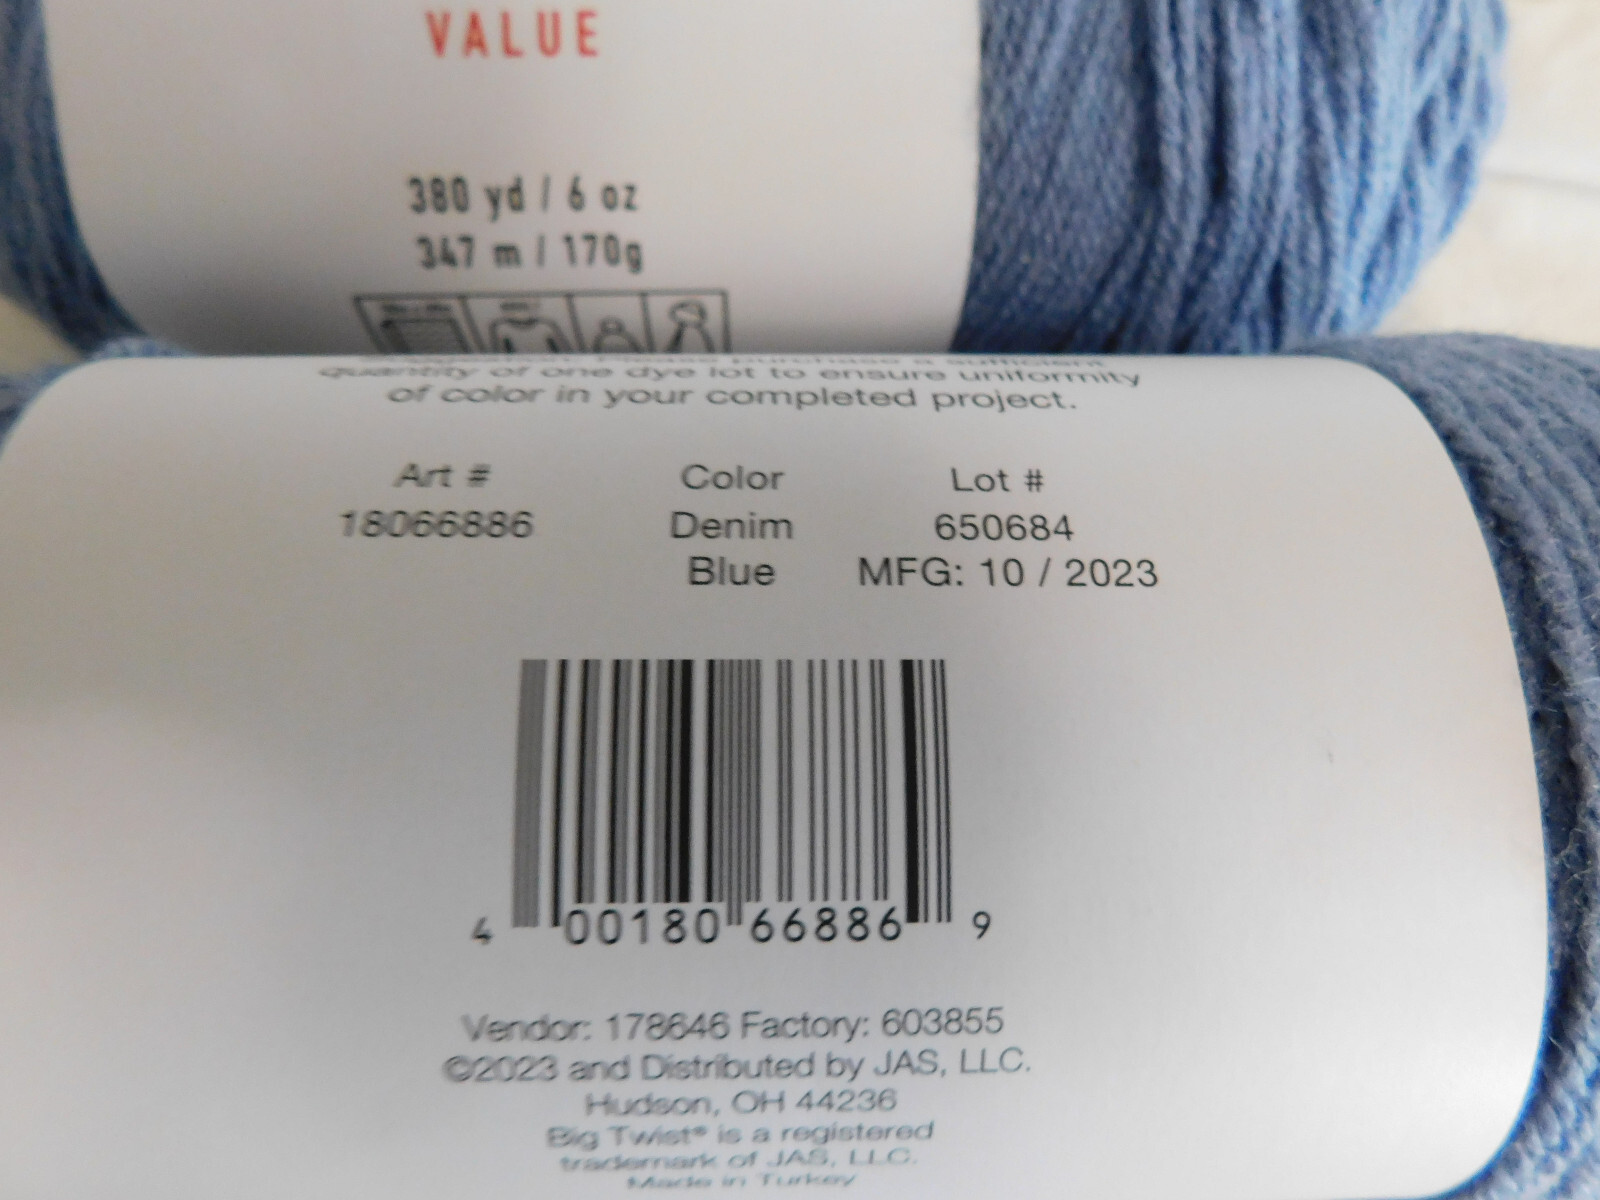 VALUE
380 yd / 6 oz
347 m / 170g
Please purchase a sufficient
quantity of one dye lot to ensure uniformity
of color in your completed project.
Art # Color Lot #
18066886 Denim 650684
Blue MFG: 10 / 2023
4 00180 66886 9
Vendor: 178646 Factory: 603855
©2023 and Distributed by JAS, LLC.
Hudson, OH 44236
Big Twist® is a registered
trademark of JAS, LLC.
Made in Turkey